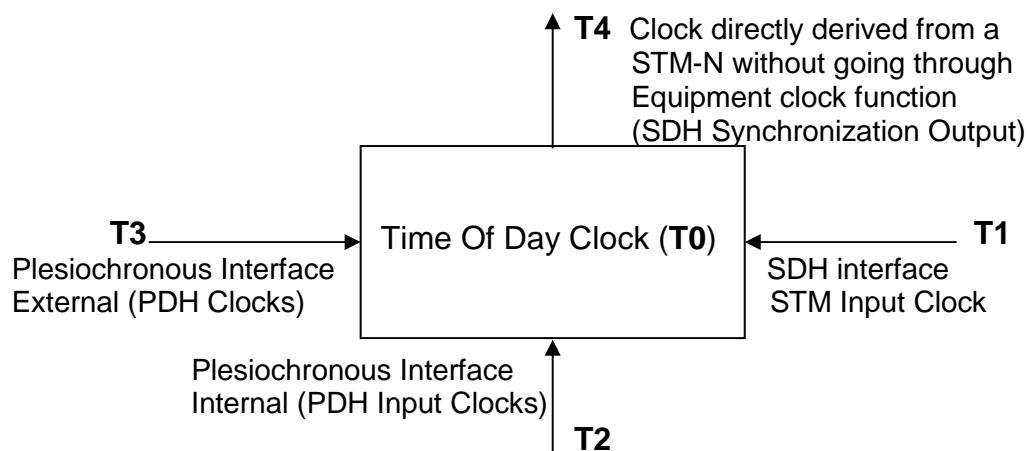 T4 Clock directly derived from a
STM-N without going through
Equipment clock function
(SDH Synchronization Output)
T3
Plesiochronous Interface
External (PDH Clocks)
Time Of Day Clock (T0)
T1
SDH interface
STM Input Clock
Plesiochronous Interface
Internal (PDH Input Clocks)
T2